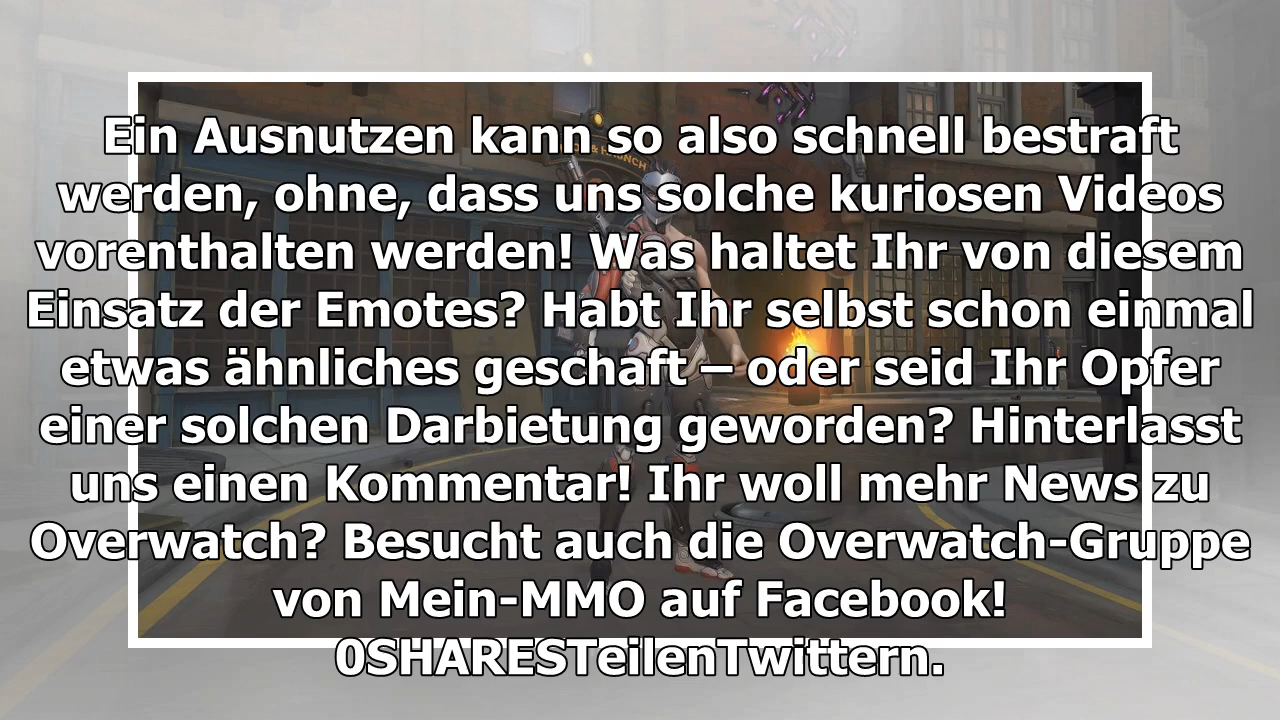 Ein Ausnutzen kann so also schnell bestraft
werden, ohne, dass uns solche kuriosen Videos
vorenthalten werden! Was haltet Ihr von diesem
Einsatz der Emotes? Habt Ihr selbst schon einmal
etwas ähnliches geschaft – oder seid Ihr Opfer
einer solchen Darbietung geworden? Hinterlasst
uns einen Kommentar! Ihr woll mehr News zu
Overwatch? Besucht auch die Overwatch-Gruppe
von Mein-MMO auf Facebook!
0SHARESTeilenTwittern.